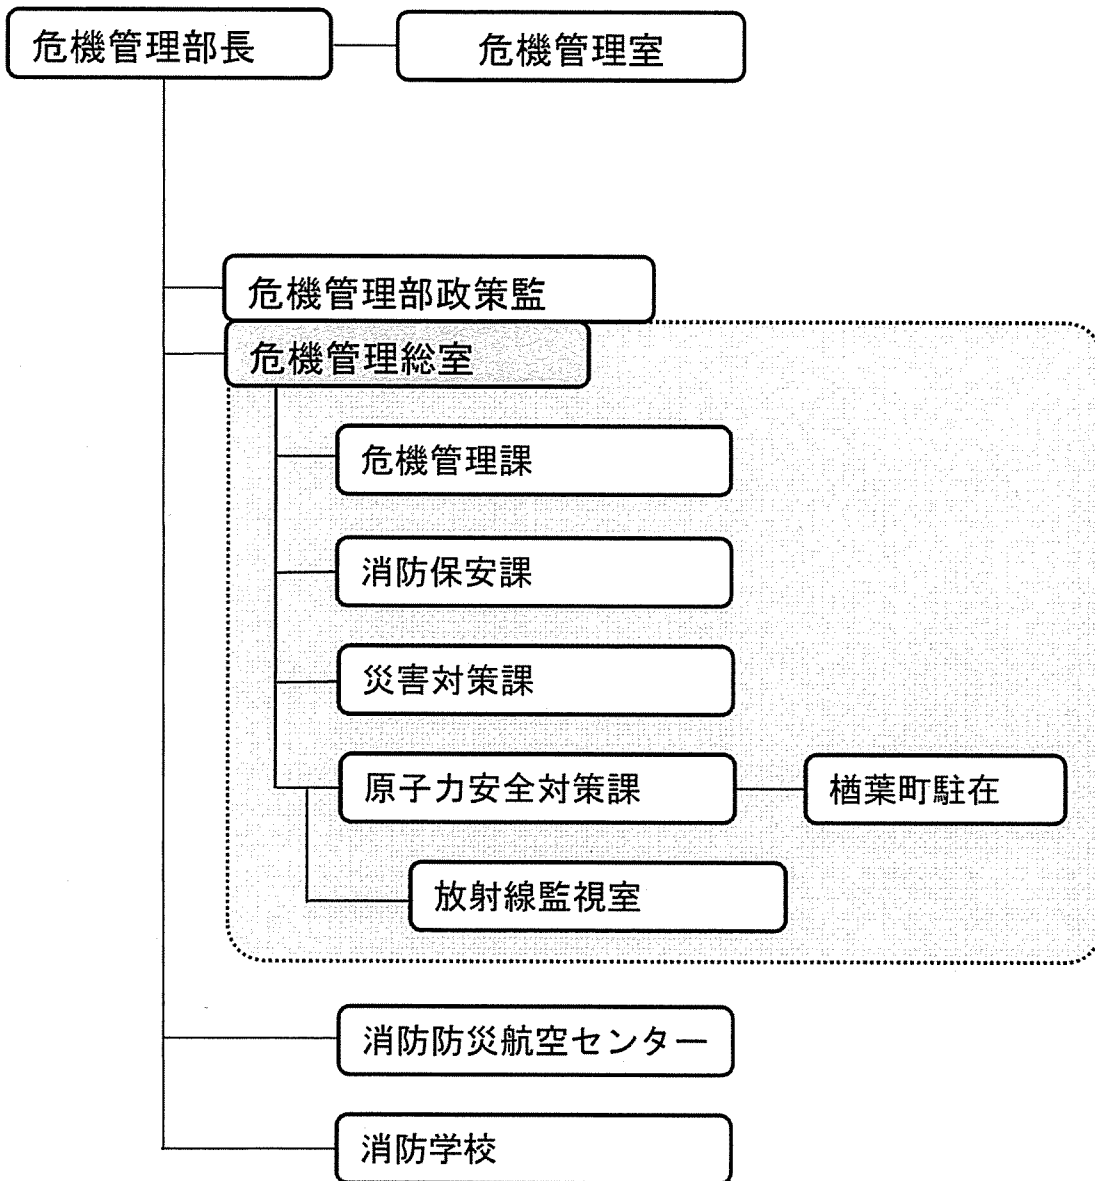 危機管理部長
危機管理室
危機管理部政策監
危機管理総室
危機管理課
消防保安課
災害対策課
原子力安全対策課
楢葉町駐在
放射線監視室
消防防災航空センター
消防学校